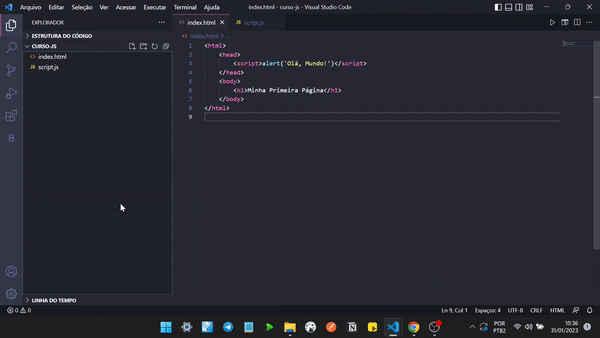 Arquivo Editar Seleção Ver Acessar Executar Terminal Ajuda
index.html - curso-js - Visual Studio Code
EXPLORADOR
index.html
JS script.js
ESTRUTURA DO CÓDIGO
index.html > ...
CURSO-JS
index.html
script.js
1 <html>
2 <head>
3 <script>alert('Olá, Mundo!')</script>
4 </head>
5 <body>
6 <h1>Minha Primeira Página</h1>
7 </body>
8 </html>
9
LINHA DO TEMPO
0 0
Ln 9, Col 1 Espaços: 4 UTF-8 CRLF HTML
POR
PTB2
10:36
31/01/2023